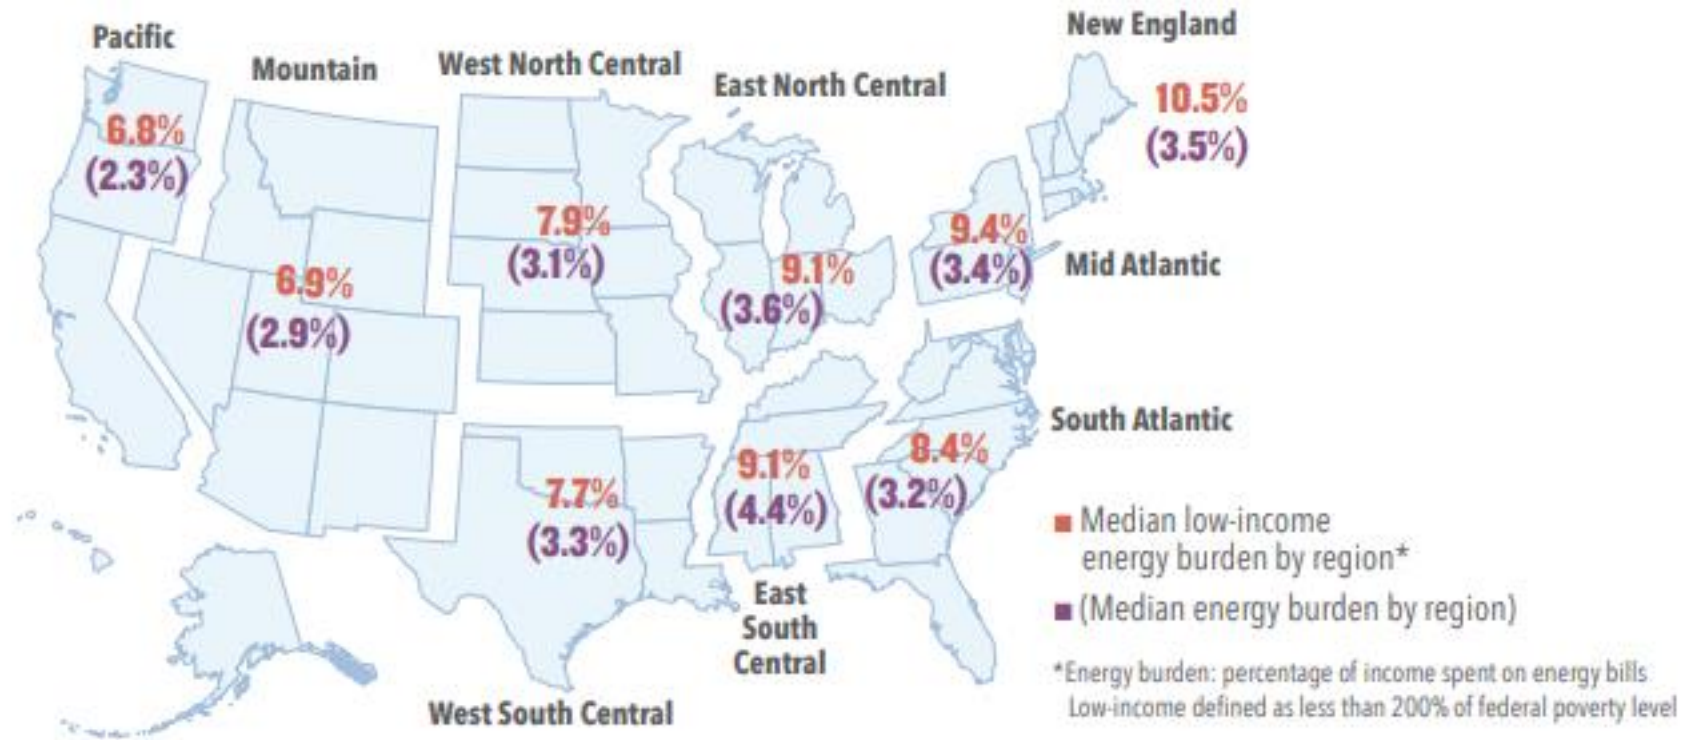 Pacific
Mountain
West North Central
East North Central
New England
6.8%
(2.3%)
6.9%
(2.9%)
7.9%
(3.1%)
9.1%
(3.6%)
10.5%
(3.5%)
9.4%
(3.4%)
Mid Atlantic
7.7%
(3.3%)
9.1%
(4.4%)
8.4%
(3.2%)
South Atlantic
East
South
Central
West South Central
Median low-income
energy burden by region*
(Median energy burden by region)
*Energy burden: percentage of income spent on energy bills
Low-income defined as less than 200% of federal poverty level